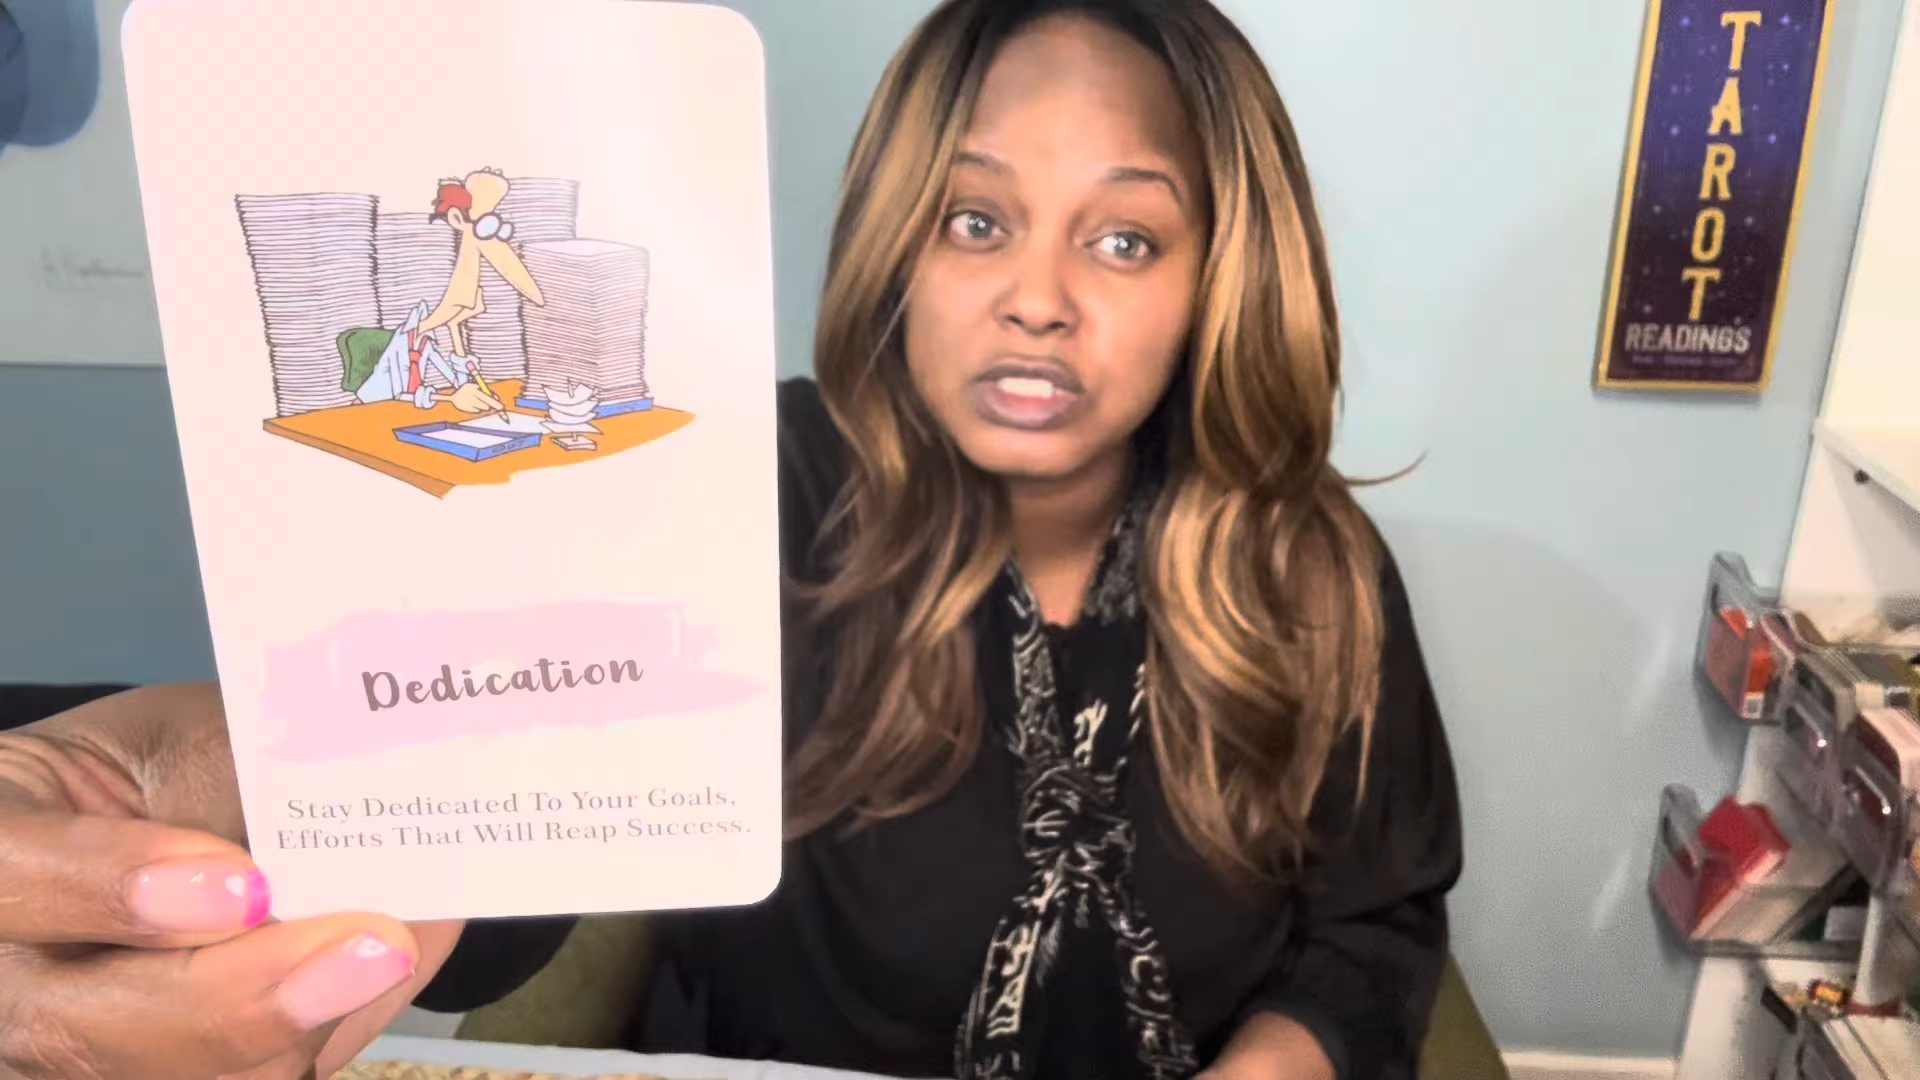 Dedication
Stay Dedicated To Your Goals,
Efforts That Will Reap Success.
TAROT
READINGS